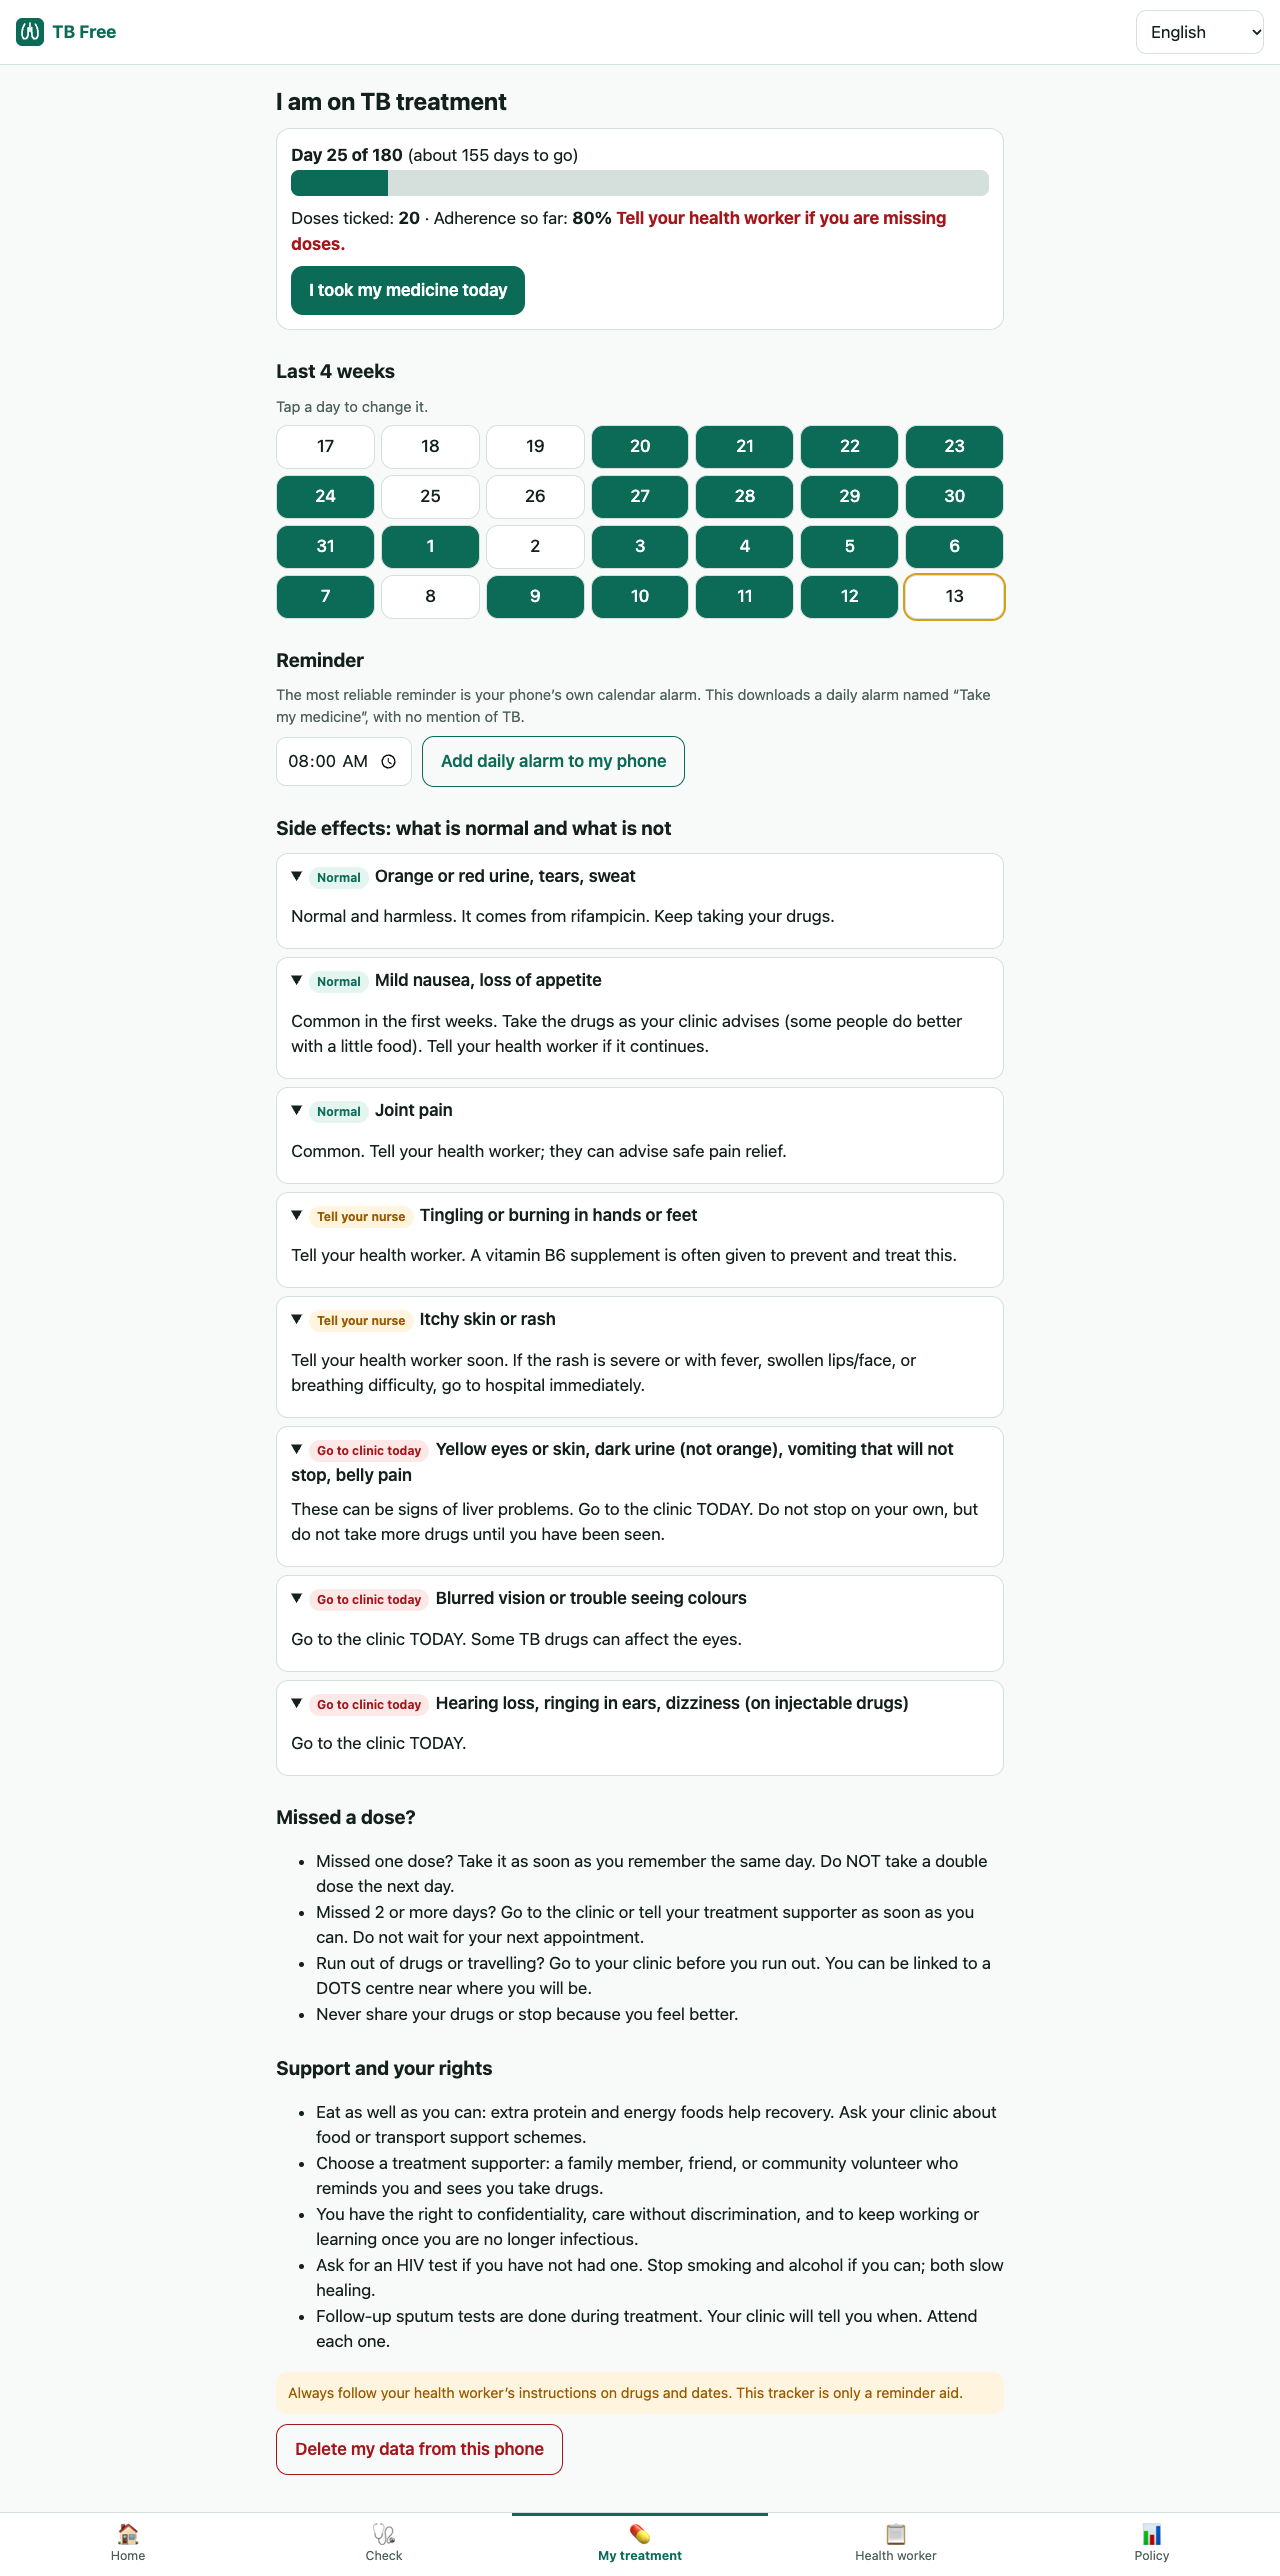 TB Free
English
I am on TB treatment
Day 25 of 180 (about 155 days to go)
Doses ticked: 20 · Adherence so far: 80% Tell your health worker if you are missing
doses.
I took my medicine today
Last 4 weeks
Tap a day to change it.
17 18 19 20 21 22 23
24 25 26 27 28 29 30
31 1 2 3 4 5 6
7 8 9 10 11 12 13
Reminder
The most reliable reminder is your phone’s own calendar alarm. This downloads a daily alarm named “Take
my medicine”, with no mention of TB.
08:00 AM Add daily alarm to my phone
Side effects: what is normal and what is not
Normal Orange or red urine, tears, sweat
Normal and harmless. It comes from rifampicin. Keep taking your drugs.
Normal Mild nausea, loss of appetite
Common in the first weeks. Take the drugs as your clinic advises (some people do better
with a little food). Tell your health worker if it continues.
Normal Joint pain
Common. Tell your health worker; they can advise safe pain relief.
Tell your nurse Tingling or burning in hands or feet
Tell your health worker. A vitamin B6 supplement is often given to prevent and treat this.
Tell your nurse Itchy skin or rash
Tell your health worker soon. If the rash is severe or with fever, swollen lips/face, or
breathing difficulty, go to hospital immediately.
Go to clinic today Yellow eyes or skin, dark urine (not orange), vomiting that will not
stop, belly pain
These can be signs of liver problems. Go to the clinic TODAY. Do not stop on your own, but
do not take more drugs until you have been seen.
Go to clinic today Blurred vision or trouble seeing colours
Go to the clinic TODAY. Some TB drugs can affect the eyes.
Go to clinic today Hearing loss, ringing in ears, dizziness (on injectable drugs)
Go to the clinic TODAY.
Missed a dose?
• Missed one dose? Take it as soon as you remember the same day. Do NOT take a double
dose the next day.
• Missed 2 or more days? Go to the clinic or tell your treatment supporter as soon as you
can. Do not wait for your next appointment.
• Run out of drugs or travelling? Go to your clinic before you run out. You can be linked to a
DOTS centre near where you will be.
• Never share your drugs or stop because you feel better.
Support and your rights
• Eat as well as you can: extra protein and energy foods help recovery. Ask your clinic about
food or transport support schemes.
• Choose a treatment supporter: a family member, friend, or community volunteer who
reminds you and sees you take drugs.
• You have the right to confidentiality, care without discrimination, and to keep working or
learning once you are no longer infectious.
• Ask for an HIV test if you have not had one. Stop smoking and alcohol if you can; both slow
healing.
• Follow-up sputum tests are done during treatment. Your clinic will tell you when. Attend
each one.
Always follow your health worker’s instructions on drugs and dates. This tracker is only a reminder aid.
Delete my data from this phone
Home Check My treatment Health worker Policy